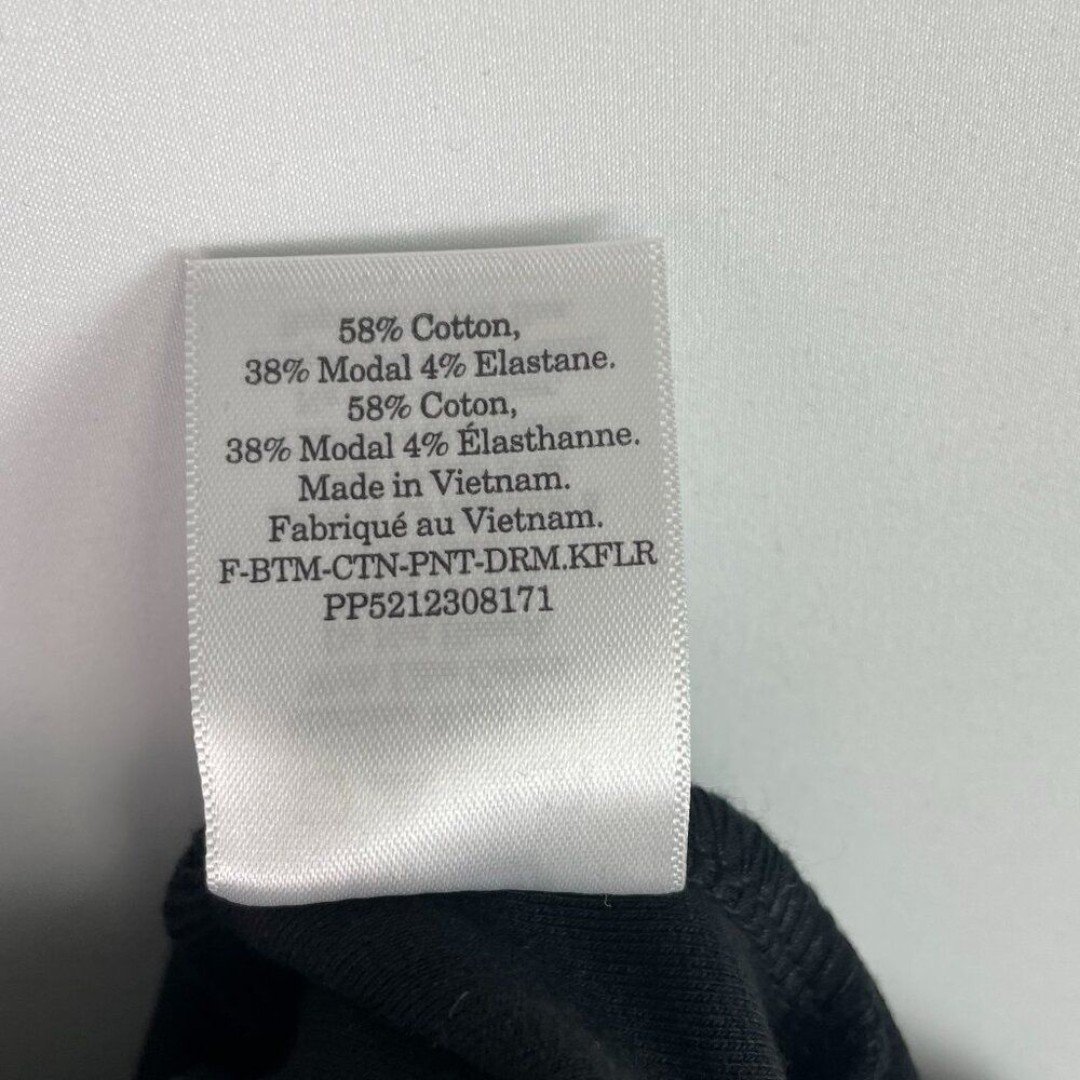 58% Cotton,
38% Modal 4% Elastane.
58% Coton,
38% Modal 4% Élasthanne.
Made in Vietnam.
Fabriqué au Vietnam.
F-BTM-CTN-PNT-DRM.KFLR
PP5212308171